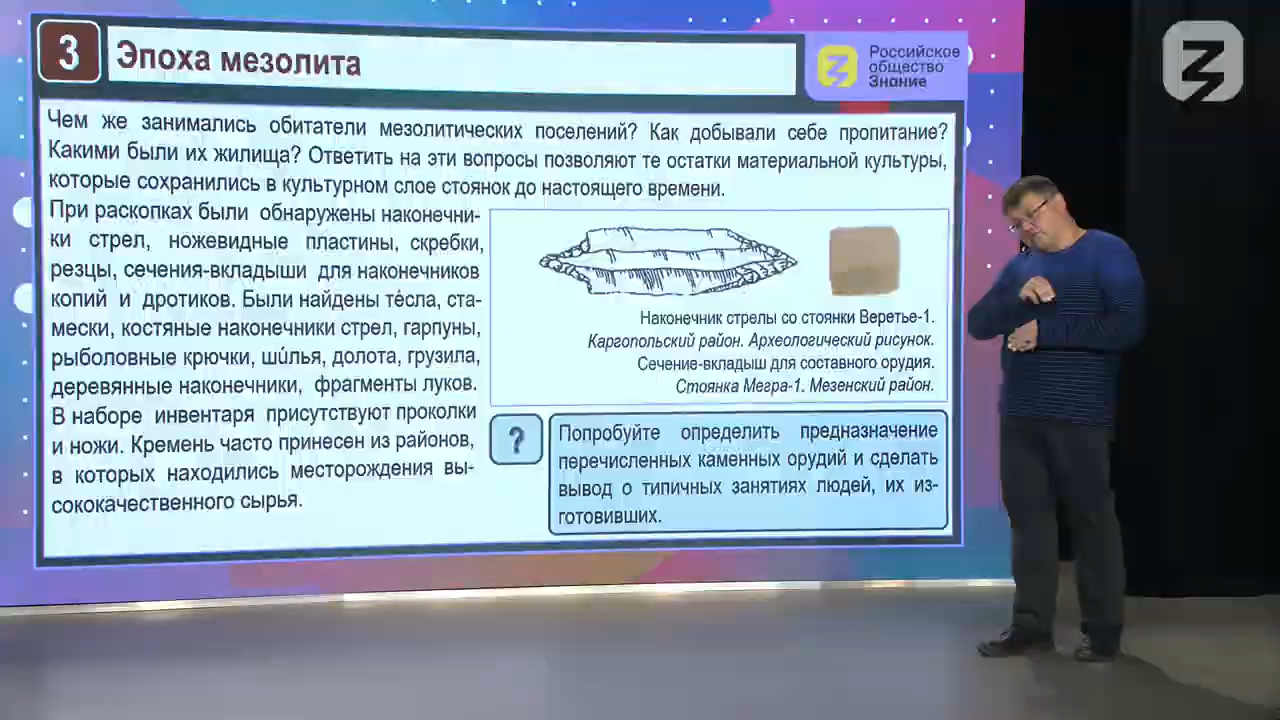 3
Эпоха мезолита
Российское
общество
Знание
Чем же занимались обитатели мезолитических поселений? Как добывали себе пропитание?
Какими были их жилища? Ответить на эти вопросы позволяют те остатки материальной культуры,
которые сохранились в культурном слое стоянок до настоящего времени.
При раскопках были обнаружены наконечни-
ки стрел, ножевидные пластины, скребки,
резцы, сечения-вкладыши для наконечников
копий и дротиков. Были найдены тéсла, ста-
мески, костяные наконечники стрел, гарпуны,
рыболовные крючки, шúлья, долота, грузила,
деревянные наконечники, фрагменты луков.
В наборе инвентаря присутствуют проколки
и ножи. Кремень часто принесен из районов,
в которых находились месторождения вы-
сококачественного сырья.
Наконечник стрелы со стоянки Веретье-1.
Каргопольский район. Археологический рисунок.
Сечение-вкладыш для составного орудия.
Стоянка Мегра-1. Мезенский район.
?
Попробуйте определить предназначение
перечисленных каменных орудий и сделать
вывод о типичных занятиях людей, их из-
готовивших.